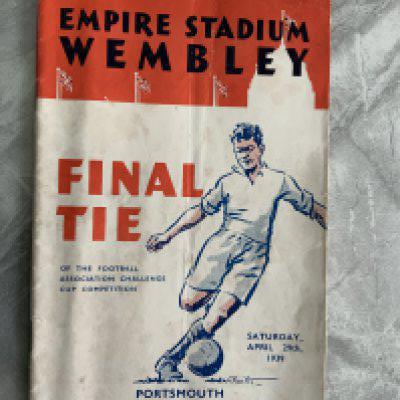 EMPIRE STADIUM
WEMBLEY
FINAL
TIE
OF THE FOOTBALL
ASSOCIATION CHALLENGE
CUP COMPETITION
SATURDAY,
APRIL 29th,
1939
PORTSMOUTH